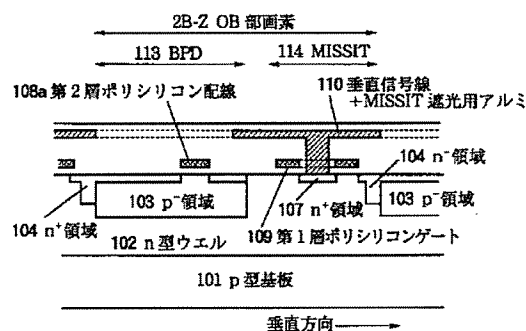 2B-Z OB 部画素
113 BPD
114 MISSIT
108a 第2層ポリシリコン配線
110 垂直信号線
+MISSIT 遮光用アルミ
104 n⁻領域
103 p⁻領域
103 p⁻領域
104 n⁺領域
107 n⁺領域
102 n型ウエル
109 第1層ポリシリコンゲート
101 p型基板
垂直方向